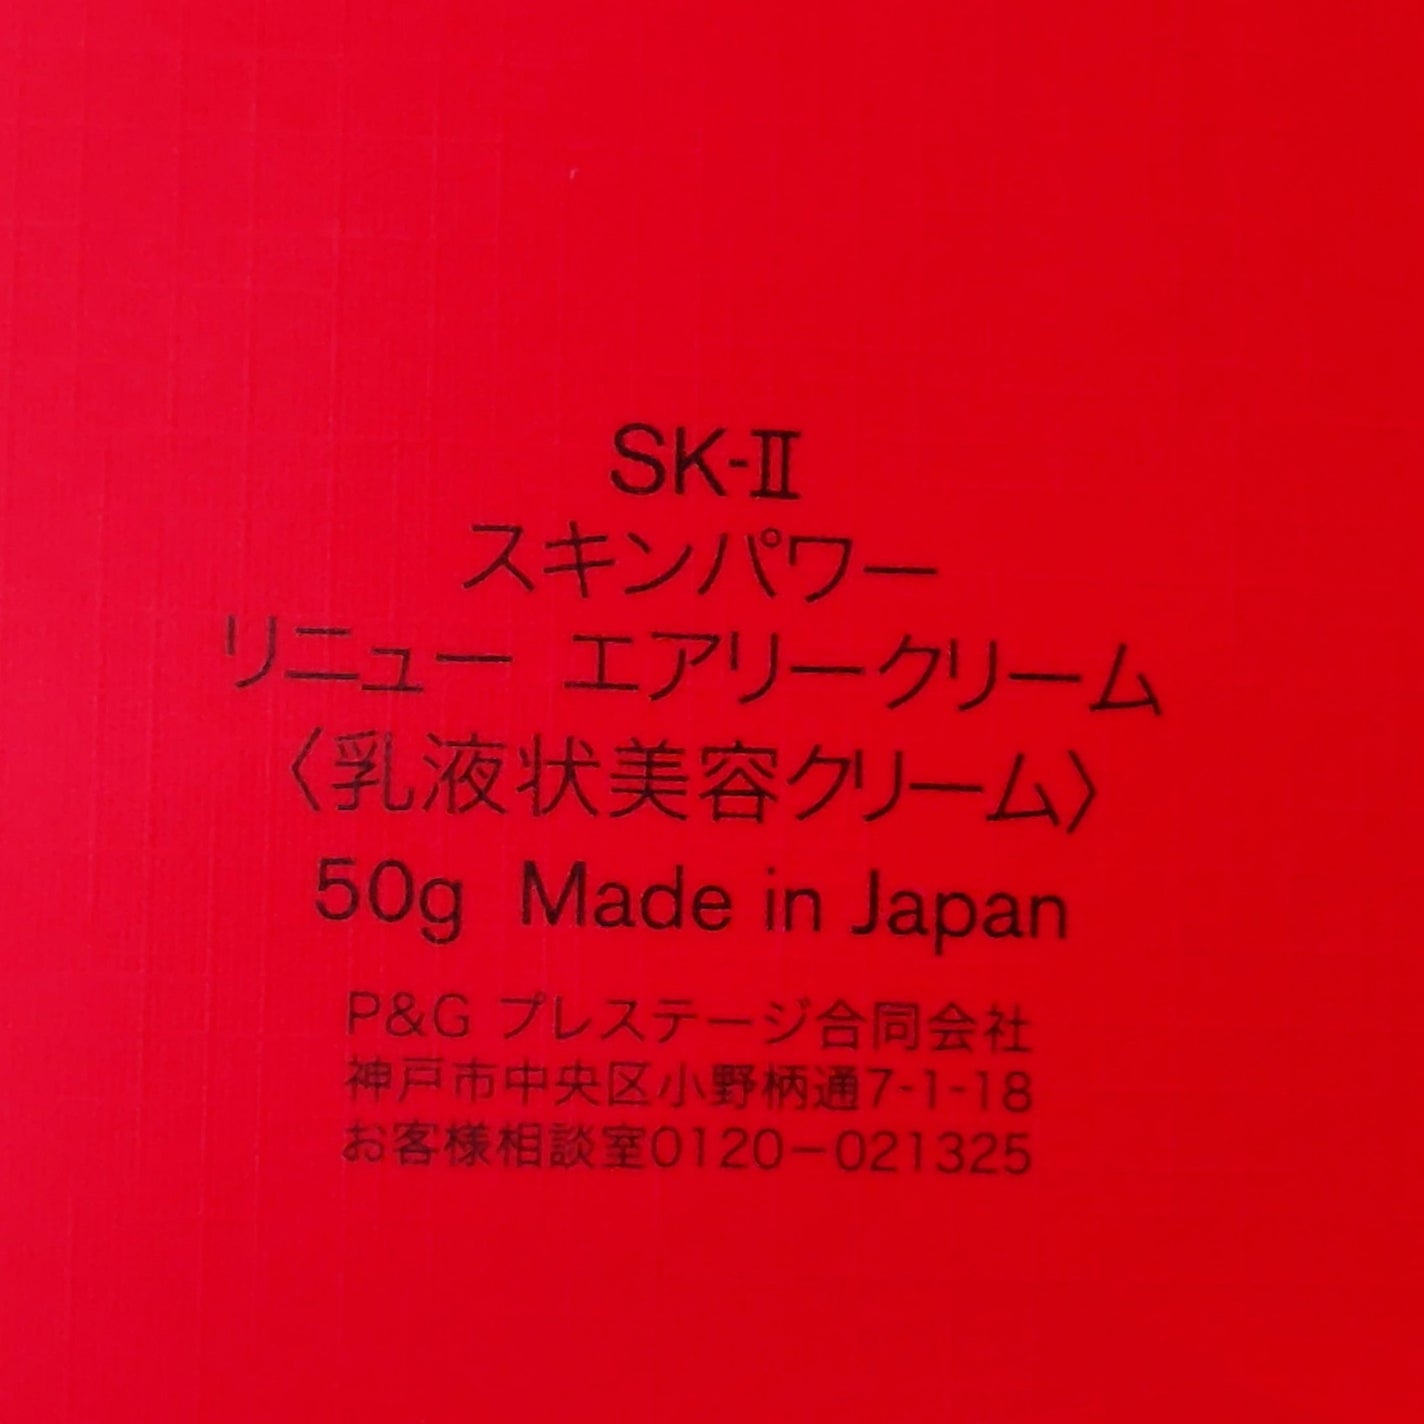 SK-Ⅱ
スキンパワー
リニュー エアリークリーム
〈乳液状美容クリーム〉
50g Made in Japan
P&G プレステージ合同会社
神戸市中央区小野柄通7-1-18
お客様相談室0120－021325